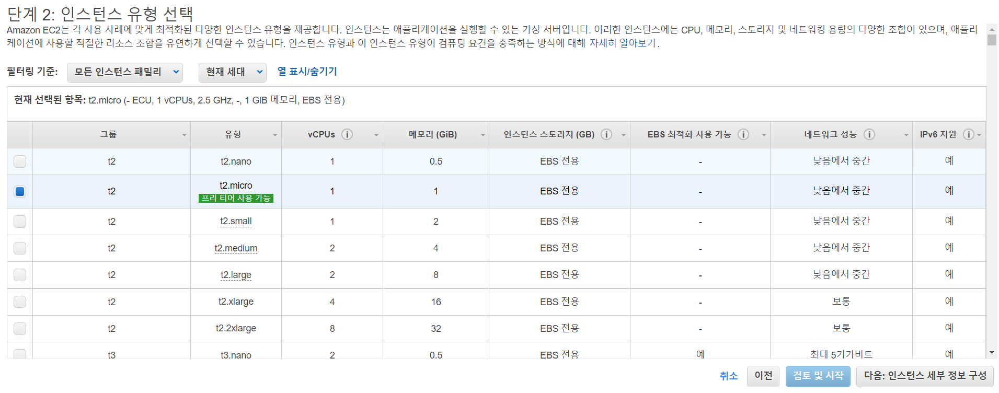 단계 2: 인스턴스 유형 선택
Amazon EC2는 각 사용 사례에 맞게 최적화된 다양한 인스턴스 유형을 제공합니다. 인스턴스는 애플리케이션을 실행할 수 있는 가상 서버입니다. 이러한 인스턴스에는 CPU, 메모리, 스토리지 및 네트워킹 용량의 다양한 조합이 있으며, 애플리
케이션에 사용할 적절한 리소스 조합을 유연하게 선택할 수 있습니다. 인스턴스 유형과 이 인스턴스 유형이 컴퓨팅 요건을 충족하는 방식에 대해 자세히 알아보기.
필터링 기준: 모든 인스턴스 패밀리 현재 세대 열 표시/숨기기
현재 선택된 항목: t2.micro (- ECU, 1 vCPUs, 2.5 GHz, -, 1 GiB 메모리, EBS 전용)
그룹 유형 vCPUs 메모리 (GiB) 인스턴스 스토리지 (GB) EBS 최적화 사용 가능 네트워크 성능 IPv6 지원
t2 t2.nano 1 0.5 EBS 전용 - 낮음에서 중간 예
t2 t2.micro 1 1 EBS 전용 - 낮음에서 중간 예
프리 티어 사용 가능
t2 t2.small 1 2 EBS 전용 - 낮음에서 중간 예
t2 t2.medium 2 4 EBS 전용 - 낮음에서 중간 예
t2 t2.large 2 8 EBS 전용 - 낮음에서 중간 예
t2 t2.xlarge 4 16 EBS 전용 - 보통 예
t2 t2.2xlarge 8 32 EBS 전용 - 보통 예
t3 t3.nano 2 0.5 EBS 전용 예 최대 5기가비트 예
취소 이전 검토 및 시작 다음: 인스턴스 세부 정보 구성